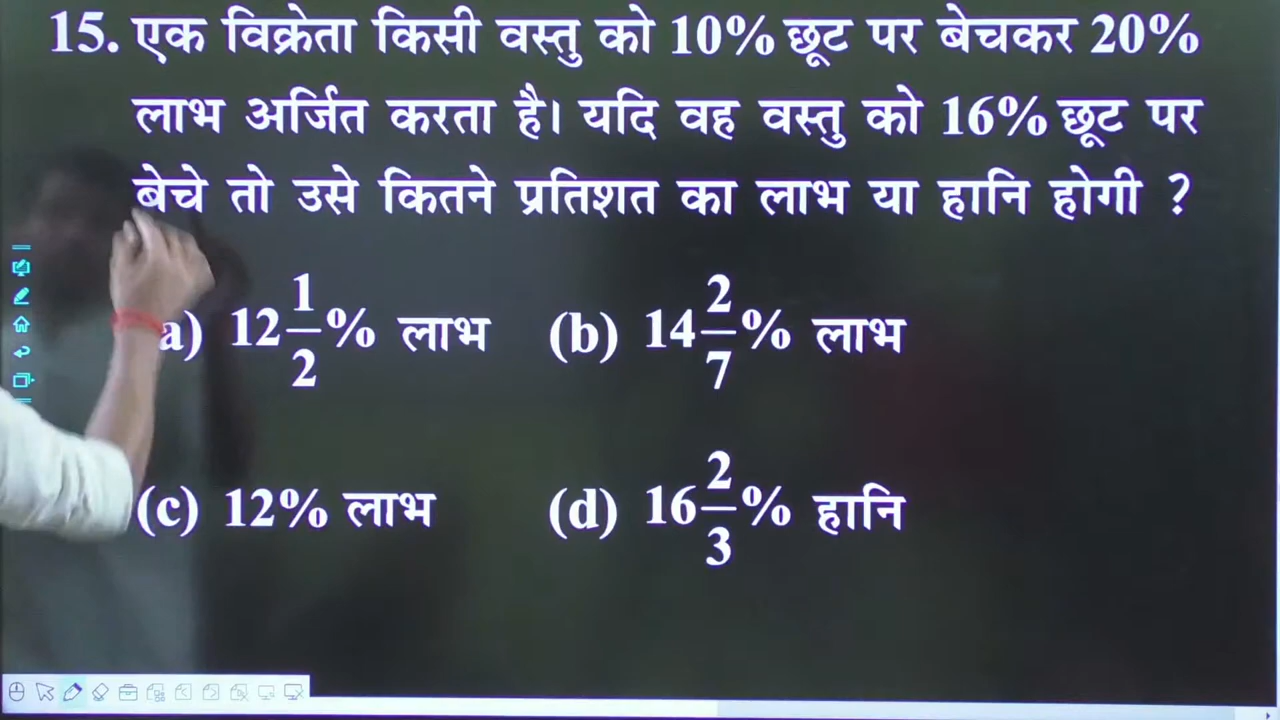 15. एक विक्रेता किसी वस्तु को 10% छूट पर बेचकर 20%
लाभ अर्जित करता है। यदि वह वस्तु को 16% छूट पर
बेचे तो उसे कितने प्रतिशत का लाभ या हानि होगी ?
a) 12 1/2 % लाभ (b) 14 2/7 % लाभ
(c) 12% लाभ (d) 16 2/3 % हानि